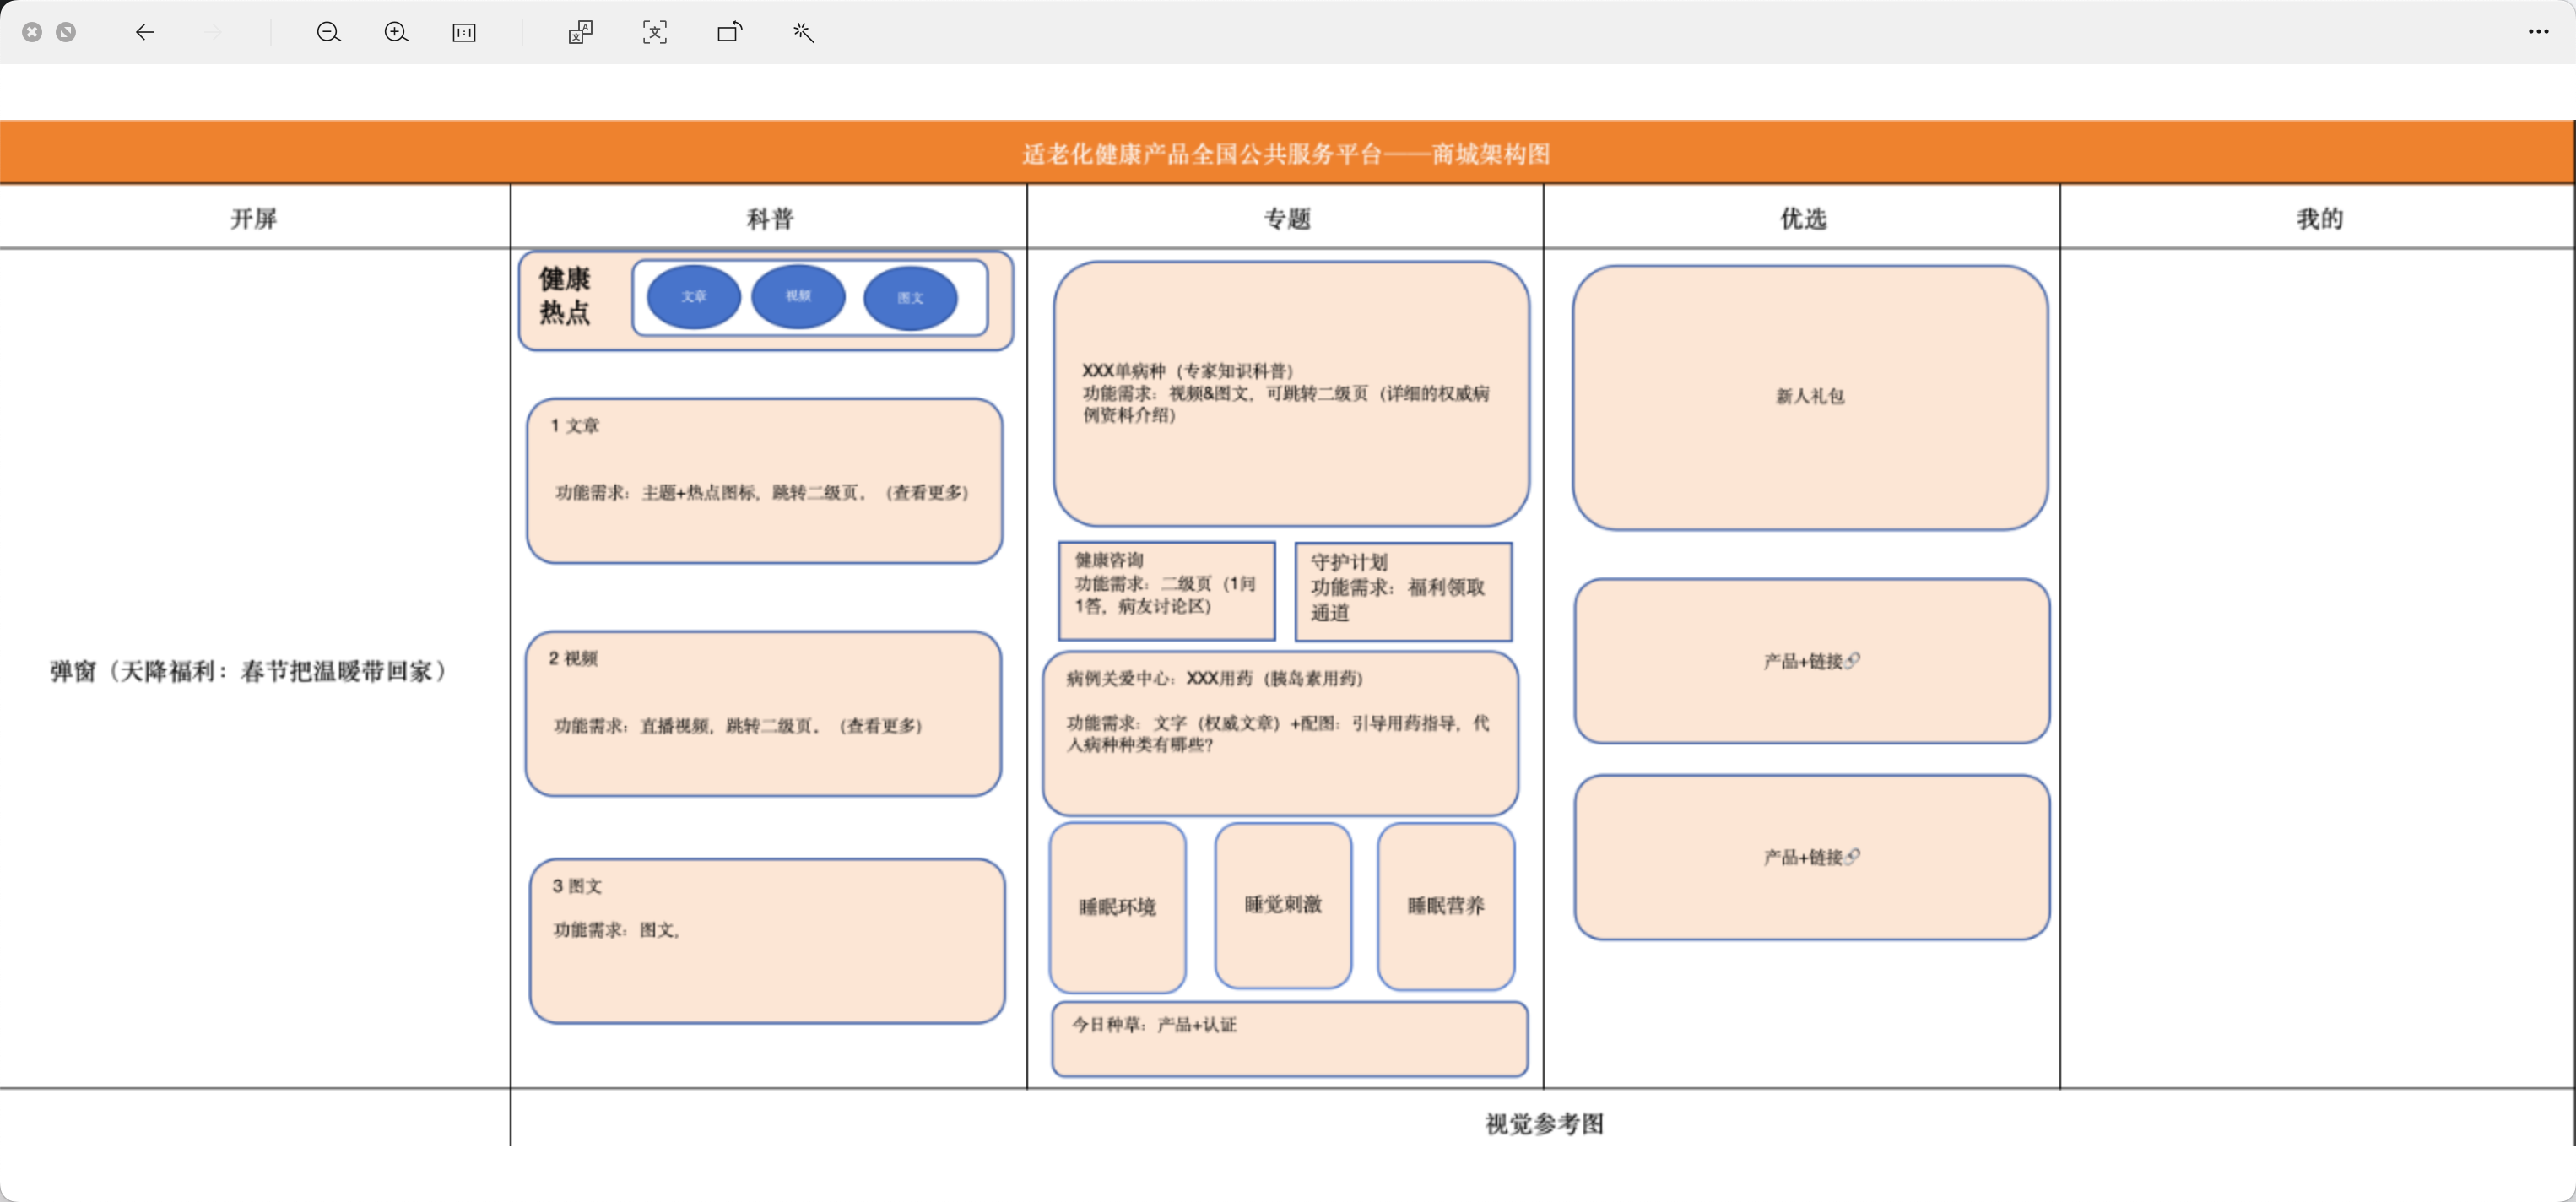 适老化健康产品全国公共服务平台——商城架构图
开屏
科普
专题
优选
我的
弹窗（天降福利：春节把温暖带回家）
健康
热点
文章
视频
图文
1 文章
功能需求：主题+热点图标，跳转二级页。（查看更多）
2 视频
功能需求：直播视频，跳转二级页。（查看更多）
3 图文
功能需求：图文，
XXX单病种（专家知识科普）
功能需求：视频&图文，可跳转二级页（详细的权威病
例资料介绍）
健康咨询
功能需求：二级页（1问
1答，病友讨论区）
守护计划
功能需求：福利领取
通道
病例关爱中心：XXX用药（胰岛素用药）
功能需求：文字（权威文章）+配图：引导用药指导，代
人病种种类有哪些？
睡眠环境
睡觉刺激
睡眠营养
今日种草：产品+认证
新人礼包
产品+链接🔗
产品+链接🔗
视觉参考图